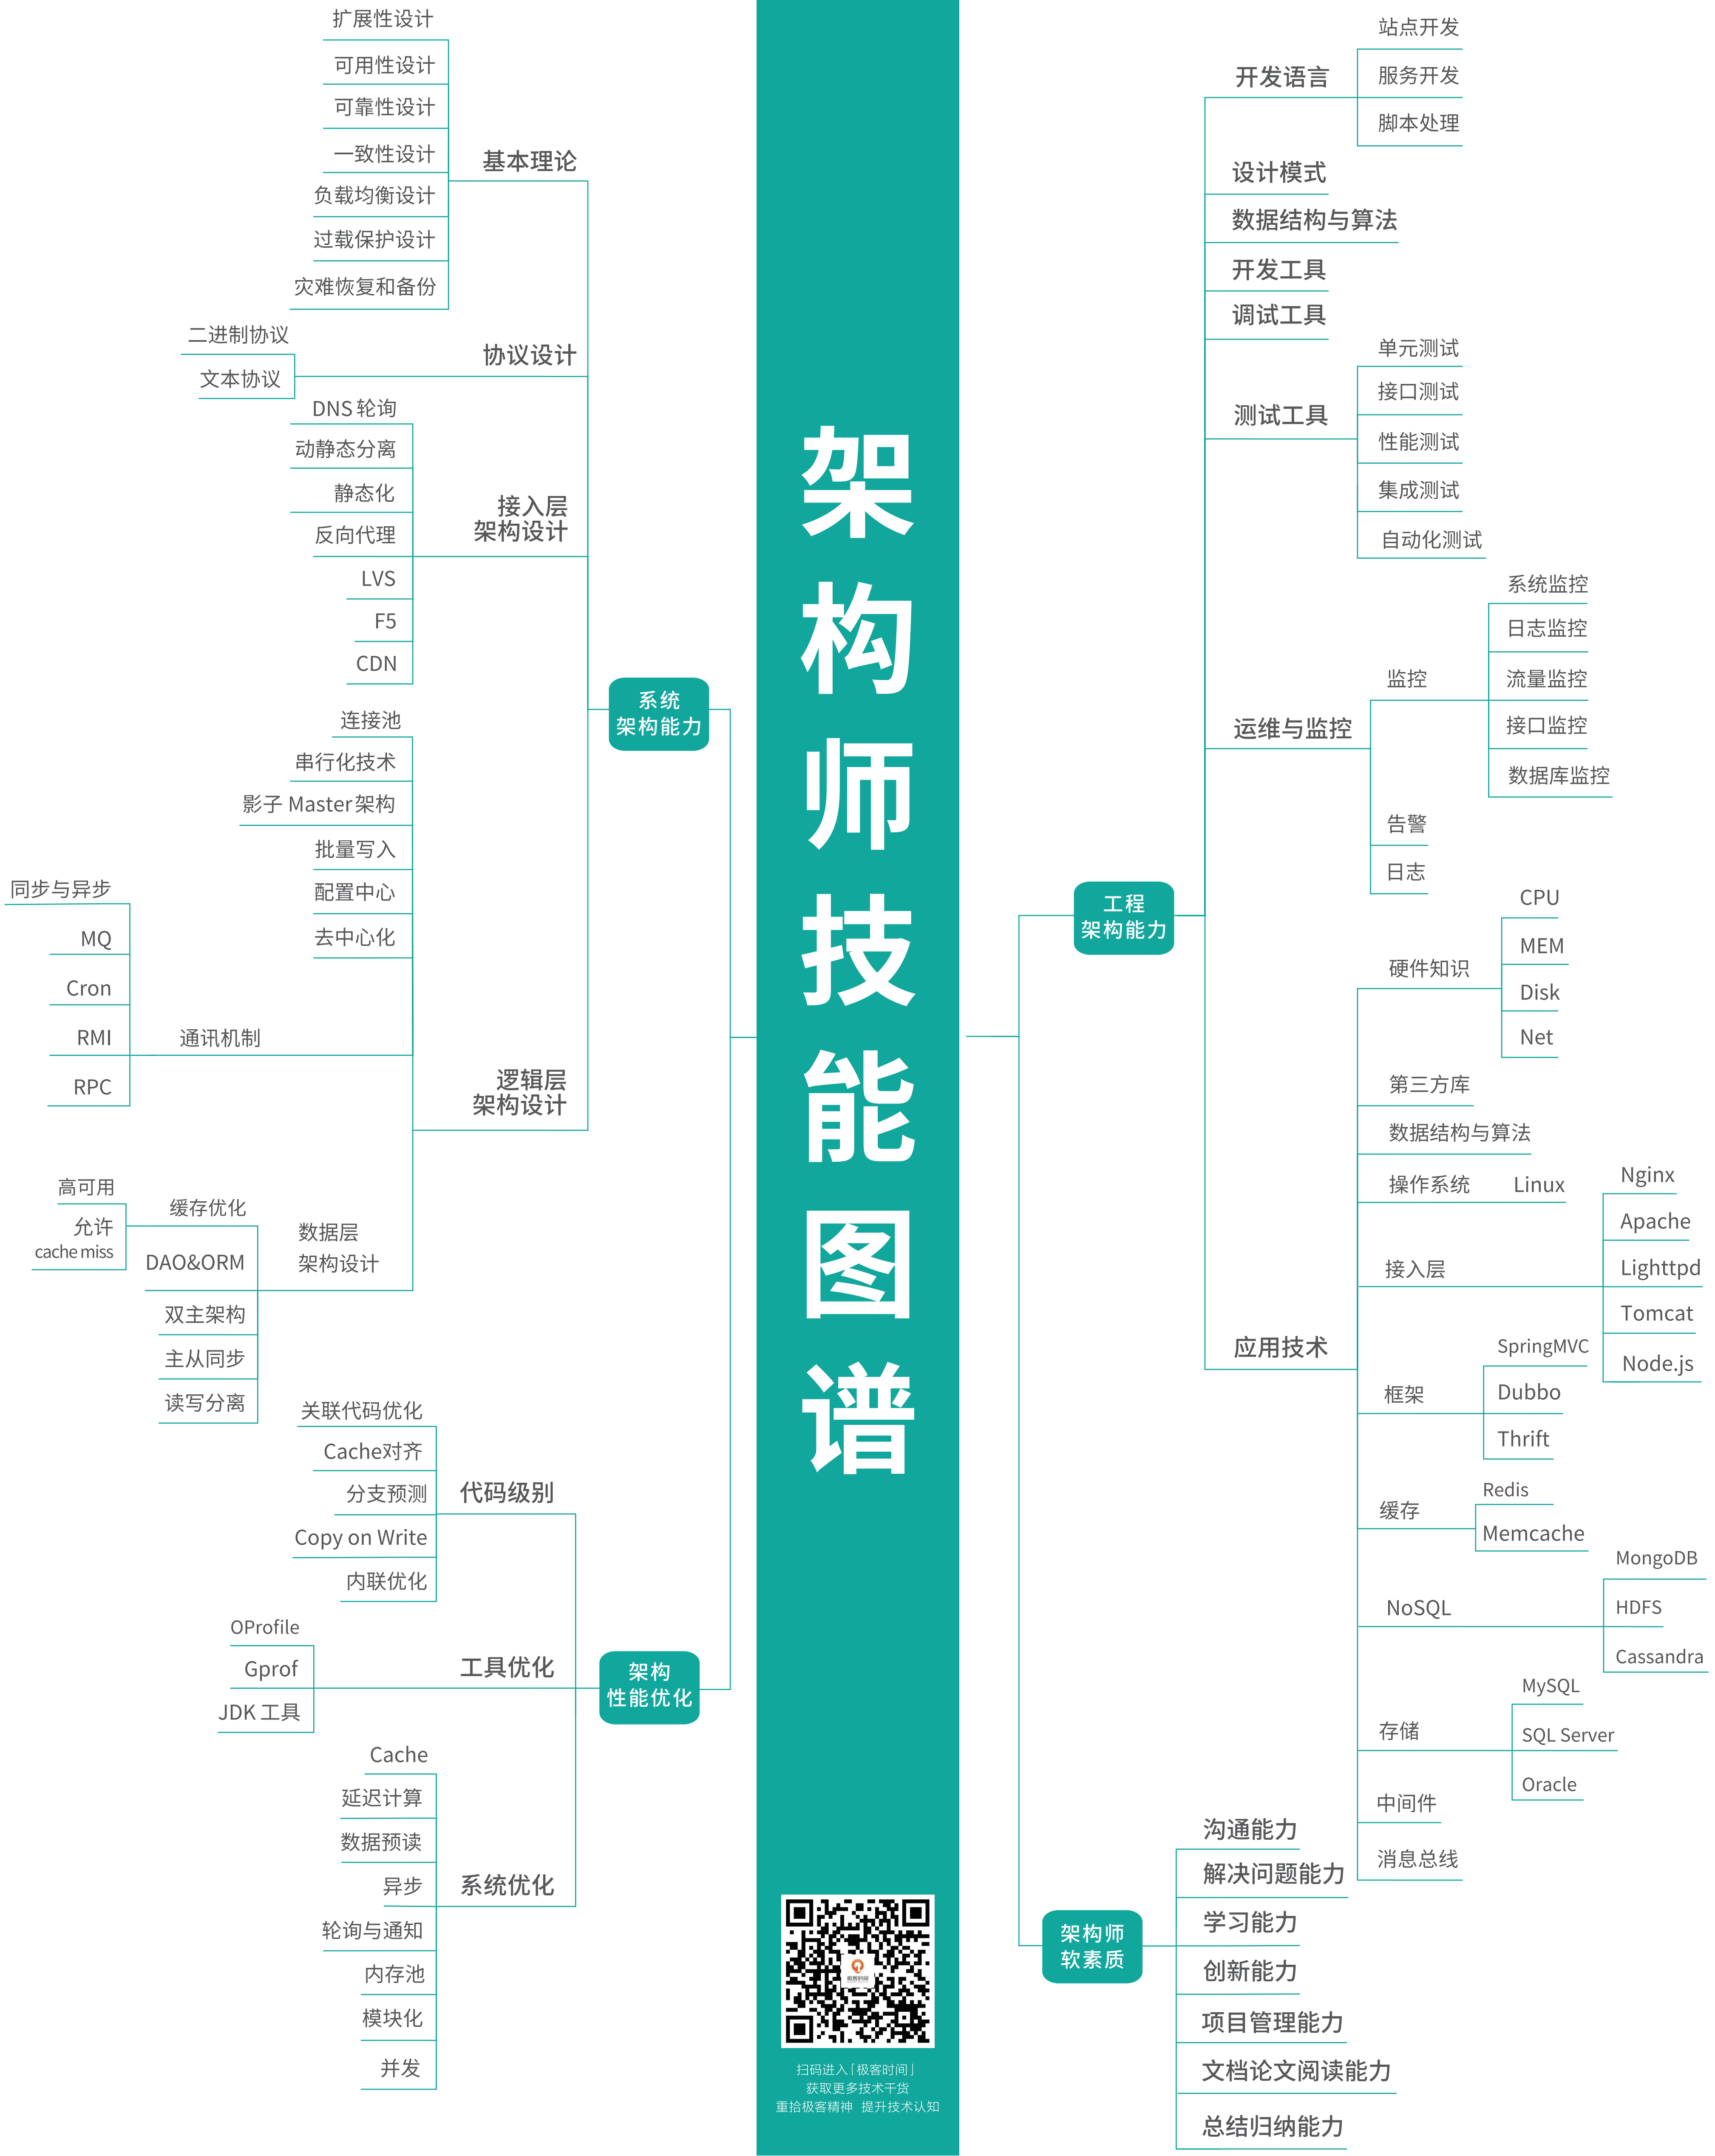 架构师技能图谱
系统
架构能力
基本理论
扩展性设计
可用性设计
可靠性设计
一致性设计
负载均衡设计
过载保护设计
灾难恢复和备份
协议设计
二进制协议
文本协议
接入层
架构设计
DNS 轮询
动静态分离
静态化
反向代理
LVS
F5
CDN
逻辑层
架构设计
连接池
串行化技术
影子 Master 架构
批量写入
配置中心
去中心化
通讯机制
同步与异步
MQ
Cron
RMI
RPC
数据层
架构设计
缓存优化
高可用
允许
cache miss
DAO&ORM
双主架构
主从同步
读写分离
架构
性能优化
代码级别
关联代码优化
Cache对齐
分支预测
Copy on Write
内联优化
工具优化
OProfile
Gprof
JDK 工具
系统优化
Cache
延迟计算
数据预读
异步
轮询与通知
内存池
模块化
并发
工程
架构能力
开发语言
站点开发
服务开发
脚本处理
设计模式
数据结构与算法
开发工具
调试工具
测试工具
单元测试
接口测试
性能测试
集成测试
自动化测试
运维与监控
监控
系统监控
日志监控
流量监控
接口监控
数据库监控
告警
日志
应用技术
硬件知识
CPU
MEM
Disk
Net
第三方库
数据结构与算法
操作系统 Linux
接入层
Nginx
Apache
Lighttpd
Tomcat
Node.js
框架
SpringMVC
Dubbo
Thrift
缓存
Redis
Memcache
NoSQL
MongoDB
HDFS
Cassandra
存储
MySQL
SQL Server
Oracle
中间件
消息总线
架构师
软素质
沟通能力
解决问题能力
学习能力
创新能力
项目管理能力
文档论文阅读能力
总结归纳能力
极客时间
扫码进入「极客时间」
获取更多技术干货
重拾极客精神 提升技术认知